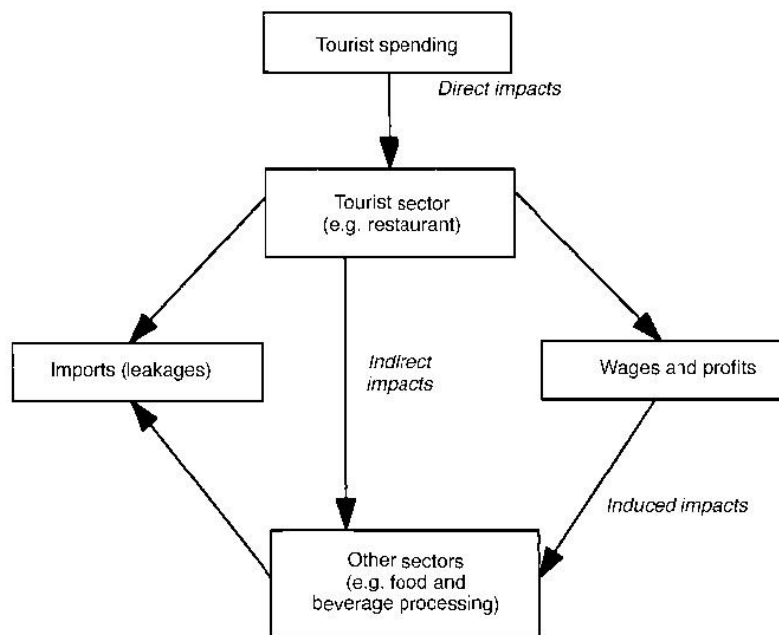 Tourist spending
Direct impacts
Tourist sector
(e.g. restaurant)
Imports (leakages)
Indirect
impacts
Wages and profits
Induced impacts
Other sectors
(e.g. food and
beverage processing)